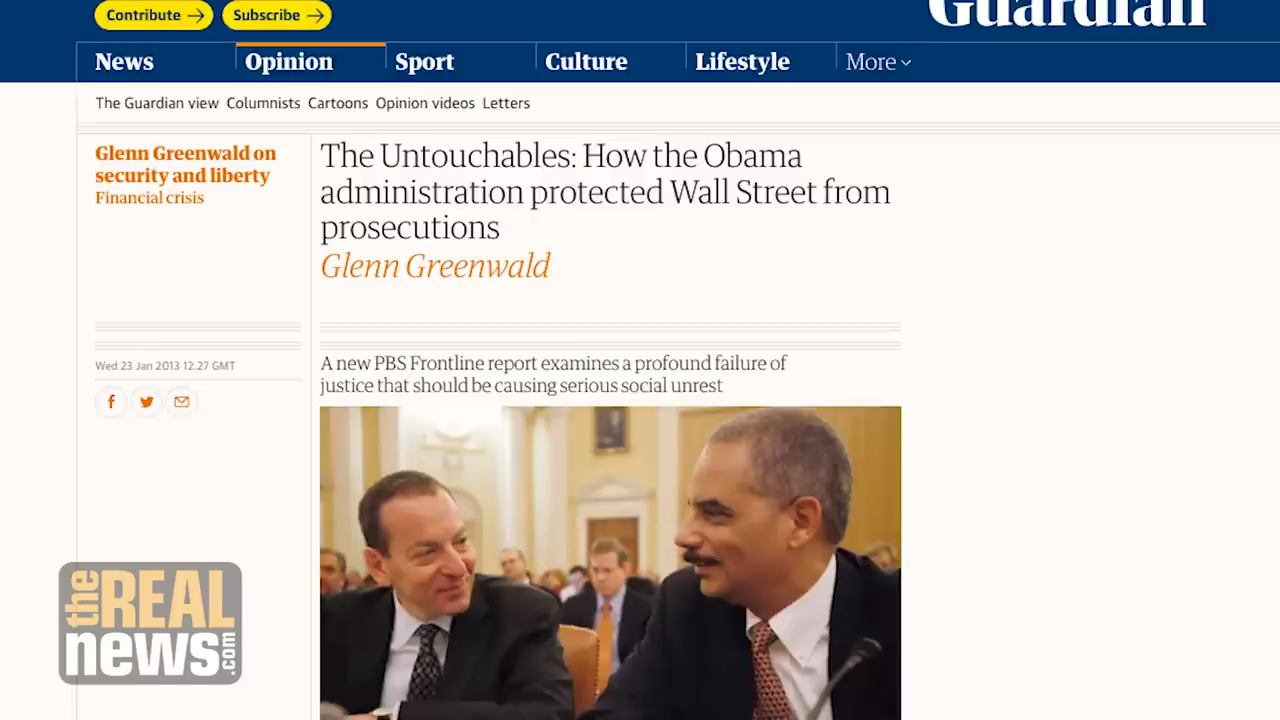 Contribute
Subscribe
Guardian
News
Opinion
Sport
Culture
Lifestyle
More
The Guardian view Columnists Cartoons Opinion videos Letters
Glenn Greenwald on
security and liberty
Financial crisis
The Untouchables: How the Obama
administration protected Wall Street from
prosecutions
Glenn Greenwald
Wed 23 Jan 2013 12.27 GMT
A new PBS Frontline report examines a profound failure of
justice that should be causing serious social unrest
the REAL
news.com